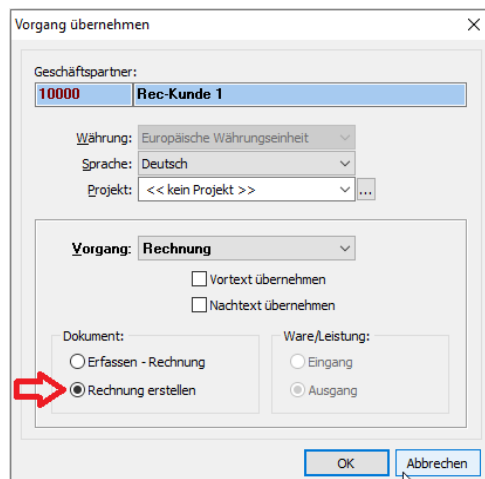 Vorgang übernehmen
Geschäftspartner:
10000 Rec-Kunde 1
Währung: Europäische Währungseinheit
Sprache: Deutsch
Projekt: << kein Projekt >> ...
Vorgang: Rechnung
Vortext übernehmen
Nachtext übernehmen
Dokument: Ware/Leistung:
Erfassen - Rechnung Eingang
Rechnung erstellen Ausgang
OK Abbrechen